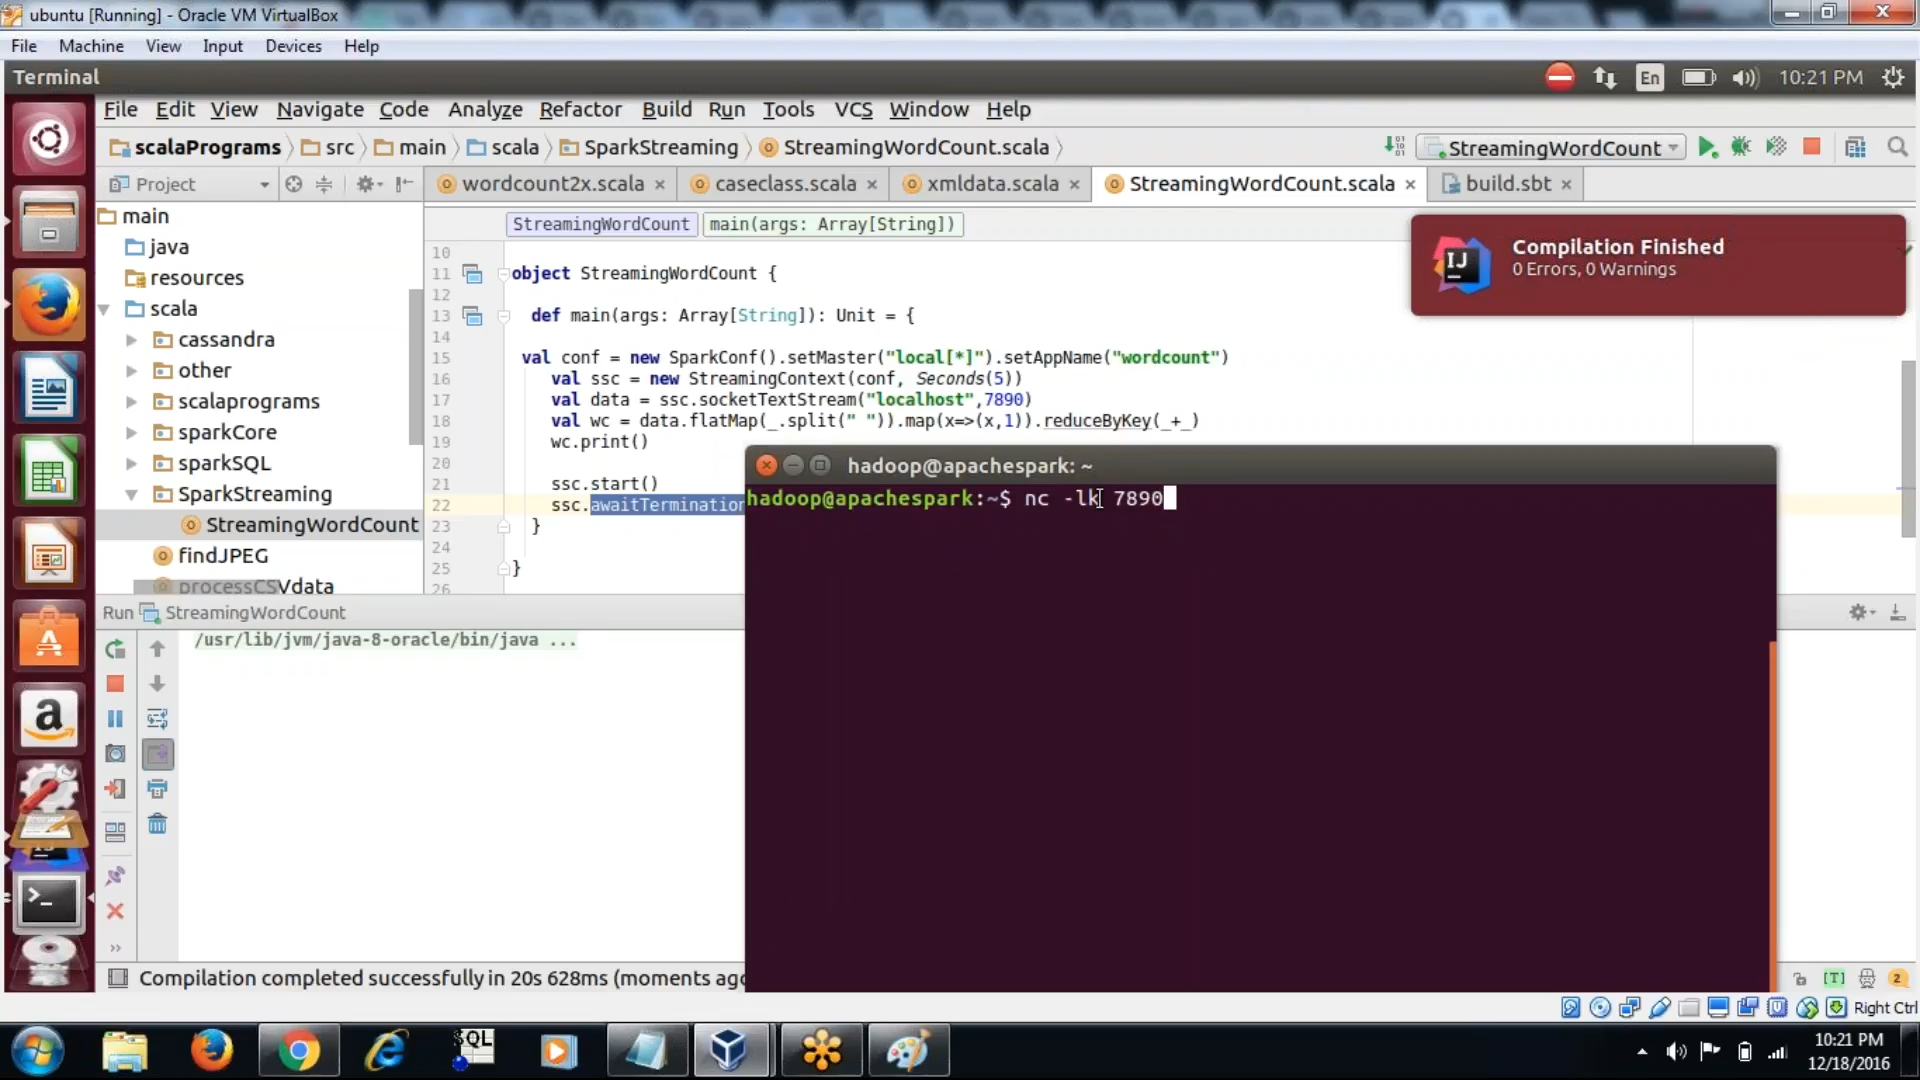 ubuntu [Running] - Oracle VM VirtualBox
File Machine View Input Devices Help
Terminal
En
10:21 PM
File Edit View Navigate Code Analyze Refactor Build Run Tools VCS Window Help
scalaPrograms src main scala SparkStreaming StreamingWordCount.scala
StreamingWordCount
Project
wordcount2x.scala
caseclass.scala
xmldata.scala
StreamingWordCount.scala
build.sbt
main
java
resources
scala
cassandra
other
scalaprograms
sparkCore
sparkSQL
SparkStreaming
StreamingWordCount
findJPEG
processCSVdata
StreamingWordCount
main(args: Array[String])
10
11 object StreamingWordCount {
12
13 def main(args: Array[String]): Unit = {
14
15 val conf = new SparkConf().setMaster("local[*]").setAppName("wordcount")
16 val ssc = new StreamingContext(conf, Seconds(5))
17 val data = ssc.socketTextStream("localhost",7890)
18 val wc = data.flatMap(_.split(" ")).map(x=>(x,1)).reduceByKey(_+_)
19 wc.print()
20
21 ssc.start()
22 ssc.awaitTermination
23 }
24
25 }
26
IJ
Compilation Finished
0 Errors, 0 Warnings
hadoop@apachespark: ~
hadoop@apachespark:~$ nc -lk 7890
Run StreamingWordCount
/usr/lib/jvm/java-8-oracle/bin/java ...
Compilation completed successfully in 20s 628ms (moments ago
[T]
2
Right Ctrl
SQL
10:21 PM
12/18/2016